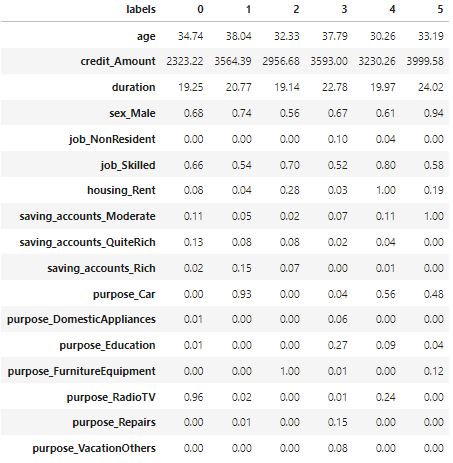 labels 0 1 2 3 4 5
age 34.74 38.04 32.33 37.79 30.26 33.19
credit_Amount 2323.22 3564.39 2956.68 3593.00 3230.26 3999.58
duration 19.25 20.77 19.14 22.78 19.97 24.02
sex_Male 0.68 0.74 0.56 0.67 0.61 0.94
job_NonResident 0.00 0.00 0.00 0.10 0.04 0.00
job_Skilled 0.66 0.54 0.70 0.52 0.80 0.58
housing_Rent 0.08 0.04 0.28 0.03 1.00 0.19
saving_accounts_Moderate 0.11 0.05 0.02 0.07 0.11 1.00
saving_accounts_QuiteRich 0.13 0.08 0.08 0.02 0.04 0.00
saving_accounts_Rich 0.02 0.15 0.07 0.00 0.01 0.00
purpose_Car 0.00 0.93 0.00 0.04 0.56 0.48
purpose_DomesticAppliances 0.01 0.00 0.00 0.06 0.00 0.00
purpose_Education 0.01 0.00 0.00 0.27 0.09 0.04
purpose_FurnitureEquipment 0.00 0.00 1.00 0.01 0.00 0.12
purpose_RadioTV 0.96 0.02 0.00 0.01 0.24 0.00
purpose_Repairs 0.00 0.01 0.00 0.15 0.00 0.00
purpose_VacationOthers 0.00 0.00 0.00 0.08 0.00 0.00